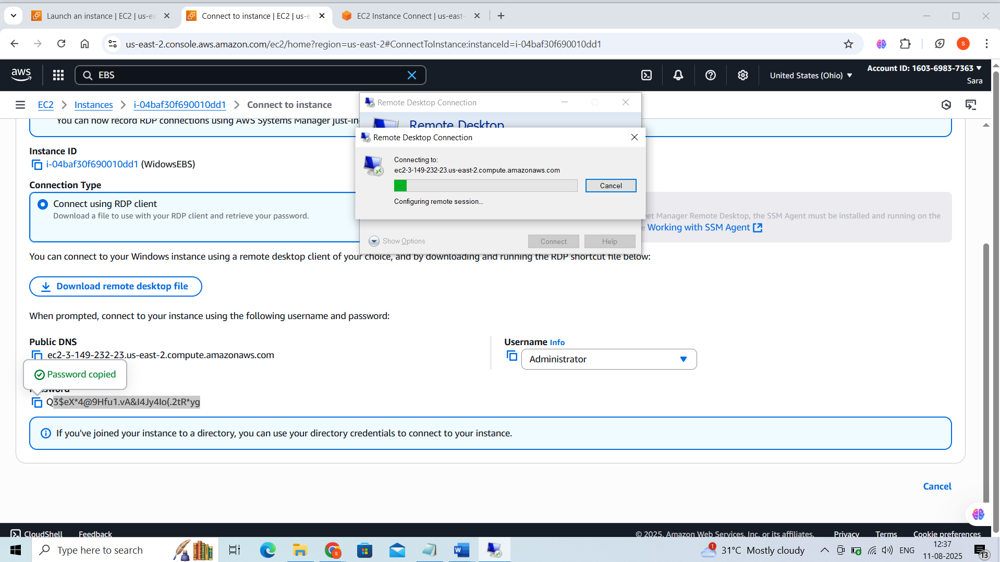 Launch an instance | EC2 | us-ea
Connect to instance | EC2 | us-e
EC2 Instance Connect | us-east-
us-east-2.console.aws.amazon.com/ec2/home?region=us-east-2#ConnectToInstance:instanceId=i-04baf30f690010dd1
S
aws
EBS
United States (Ohio)
Account ID: 1603-6983-7363
Sara
EC2
Instances
i-04baf30f690010dd1
Connect to instance
You can now record RDP connections using AWS Systems Manager just-in-
Remote Desktop Connection
Remote Desktop
Remote Desktop Connection
Connecting to:
ec2-3-149-232-23.us-east-2.compute.amazonaws.com
Cancel
Configuring remote session...
Show Options
Connect
Help
Instance ID
i-04baf30f690010dd1 (WidowsEBS)
Connection Type
Connect using RDP client
Download a file to use with your RDP client and retrieve your password.
eet Manager Remote Desktop, the SSM Agent must be installed and running on the
e Working with SSM Agent
You can connect to your Windows instance using a remote desktop client of your choice, and by downloading and running the RDP shortcut file below:
Download remote desktop file
When prompted, connect to your instance using the following username and password:
Public DNS
ec2-3-149-232-23.us-east-2.compute.amazonaws.com
Username Info
Administrator
Password copied
Password
Q3$eX*4@9Hfu1.vA&I4Jy4Io(.2tR*yg
If you've joined your instance to a directory, you can use your directory credentials to connect to your instance.
Cancel
CloudShell
Feedback
© 2025, Amazon Web Services, Inc. or its affiliates.
Privacy
Terms
Cookie preferences
Type here to search
1
31°C Mostly cloudy
ENG
12:37
11-08-2025
13